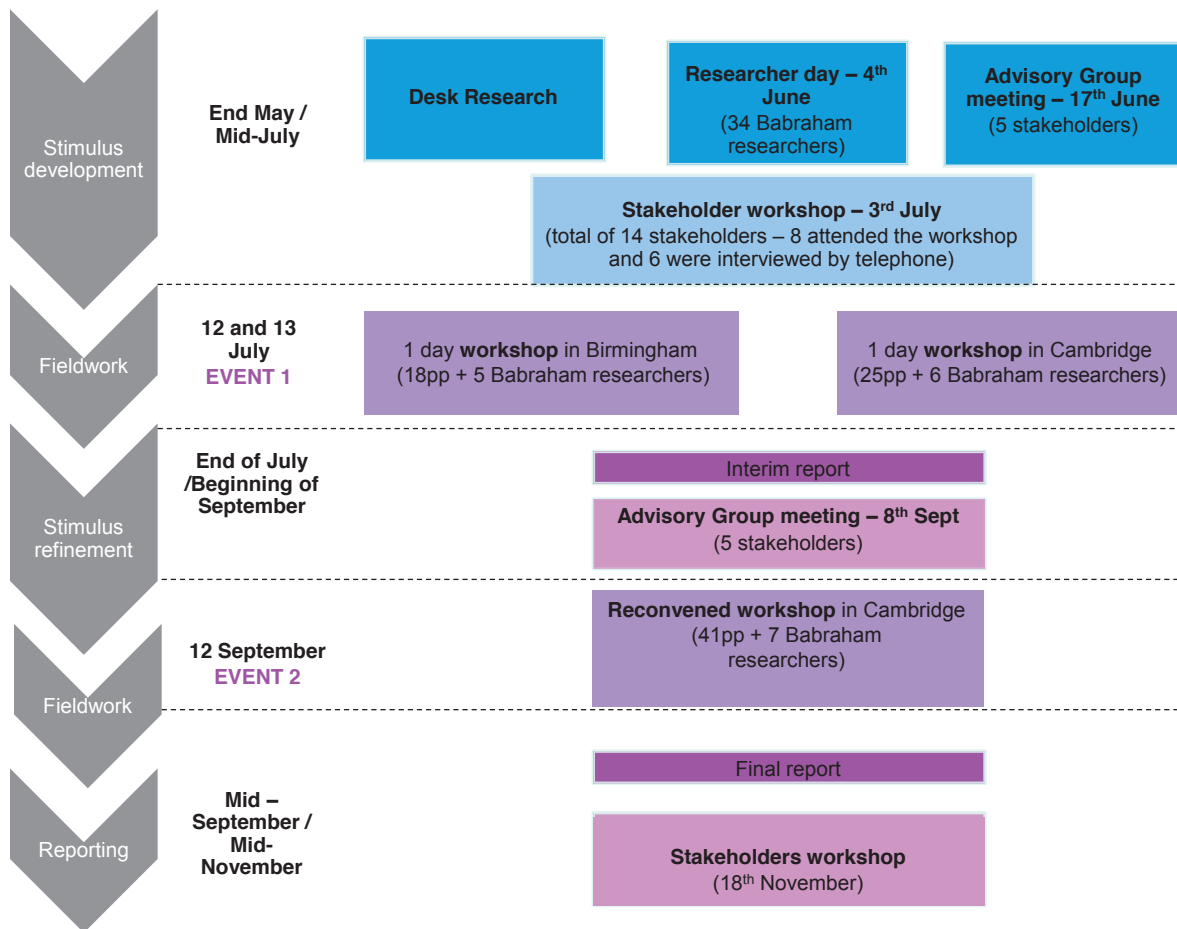 Stimulus
development
End May /
Mid-July
Desk Research
Researcher day – 4th
June
(34 Babraham
researchers)
Advisory Group
meeting – 17th June
(5 stakeholders)
Stakeholder workshop – 3rd July
(total of 14 stakeholders – 8 attended the workshop
and 6 were interviewed by telephone)
Fieldwork
12 and 13
July
EVENT 1
1 day workshop in Birmingham
(18pp + 5 Babraham researchers)
1 day workshop in Cambridge
(25pp + 6 Babraham researchers)
Stimulus
refinement
End of July
/Beginning of
September
Interim report
Advisory Group meeting – 8th Sept
(5 stakeholders)
Fieldwork
12 September
EVENT 2
Reconvened workshop in Cambridge
(41pp + 7 Babraham
researchers)
Reporting
Mid –
September /
Mid-
November
Final report
Stakeholders workshop
(18th November)